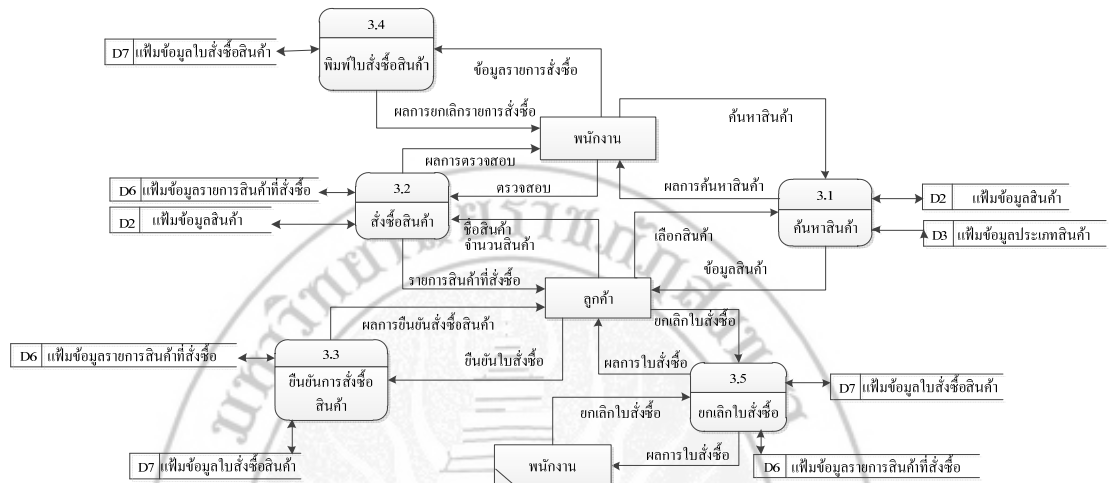 3.4
พิมพ์ใบสั่งซื้อสินค้า
D7 แฟ้มข้อมูลใบสั่งซื้อสินค้า
ข้อมูลรายการสั่งซื้อ
ผลการยกเลิกรายการสั่งซื้อ
พนักงาน
ค้นหาสินค้า
ผลการตรวจสอบ
ตรวจสอบ
ผลการค้นหาสินค้า
D6 แฟ้มข้อมูลรายการสินค้าที่สั่งซื้อ
D2 แฟ้มข้อมูลสินค้า
3.2
สั่งซื้อสินค้า
3.1
ค้นหาสินค้า
D2 แฟ้มข้อมูลสินค้า
D3 แฟ้มข้อมูลประเภทสินค้า
ชื่อสินค้า
จำนวนสินค้า
เลือกสินค้า
ข้อมูลสินค้า
รายการสินค้าที่สั่งซื้อ
ลูกค้า
ผลการยืนยันสั่งซื้อสินค้า
ยกเลิกใบสั่งซื้อ
D6 แฟ้มข้อมูลรายการสินค้าที่สั่งซื้อ
3.3
ยืนยันการสั่งซื้อ
สินค้า
ยืนยันใบสั่งซื้อ
ผลการใบสั่งซื้อ
3.5
ยกเลิกใบสั่งซื้อ
D7 แฟ้มข้อมูลใบสั่งซื้อสินค้า
ยกเลิกใบสั่งซื้อ
D7 แฟ้มข้อมูลใบสั่งซื้อสินค้า
พนักงาน
ผลการใบสั่งซื้อ
D6 แฟ้มข้อมูลรายการสินค้าที่สั่งซื้อ